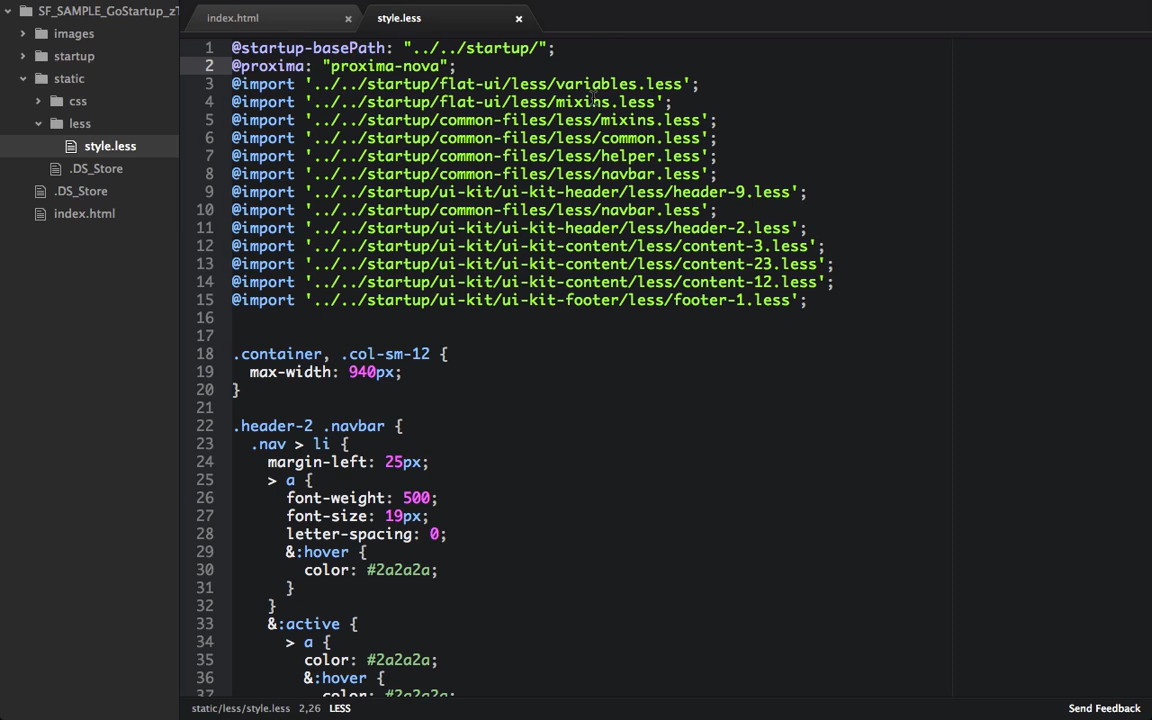 SF_SAMPLE_GoStartup_z
images
startup
static
css
less
style.less
.DS_Store
.DS_Store
index.html
index.html ×
style.less ×
1 @startup-basePath: "../../startup/";
2 @proxima: "proxima-nova";
3 @import '../../startup/flat-ui/less/variables.less';
4 @import '../../startup/flat-ui/less/mixins.less';
5 @import '../../startup/common-files/less/mixins.less';
6 @import '../../startup/common-files/less/common.less';
7 @import '../../startup/common-files/less/helper.less';
8 @import '../../startup/common-files/less/navbar.less';
9 @import '../../startup/ui-kit/ui-kit-header/less/header-9.less';
10 @import '../../startup/common-files/less/navbar.less';
11 @import '../../startup/ui-kit/ui-kit-header/less/header-2.less';
12 @import '../../startup/ui-kit/ui-kit-content/less/content-3.less';
13 @import '../../startup/ui-kit/ui-kit-content/less/content-23.less';
14 @import '../../startup/ui-kit/ui-kit-content/less/content-12.less';
15 @import '../../startup/ui-kit/ui-kit-footer/less/footer-1.less';
16
17
18 .container, .col-sm-12 {
19 max-width: 940px;
20 }
21
22 .header-2 .navbar {
23 .nav > li {
24 margin-left: 25px;
25 > a {
26 font-weight: 500;
27 font-size: 19px;
28 letter-spacing: 0;
29 &:hover {
30 color: #2a2a2a;
31 }
32 }
33 &:active {
34 > a {
35 color: #2a2a2a;
36 &:hover {
37 color: #2a2a2a;
static/less/style.less 2,26 LESS
Send Feedback